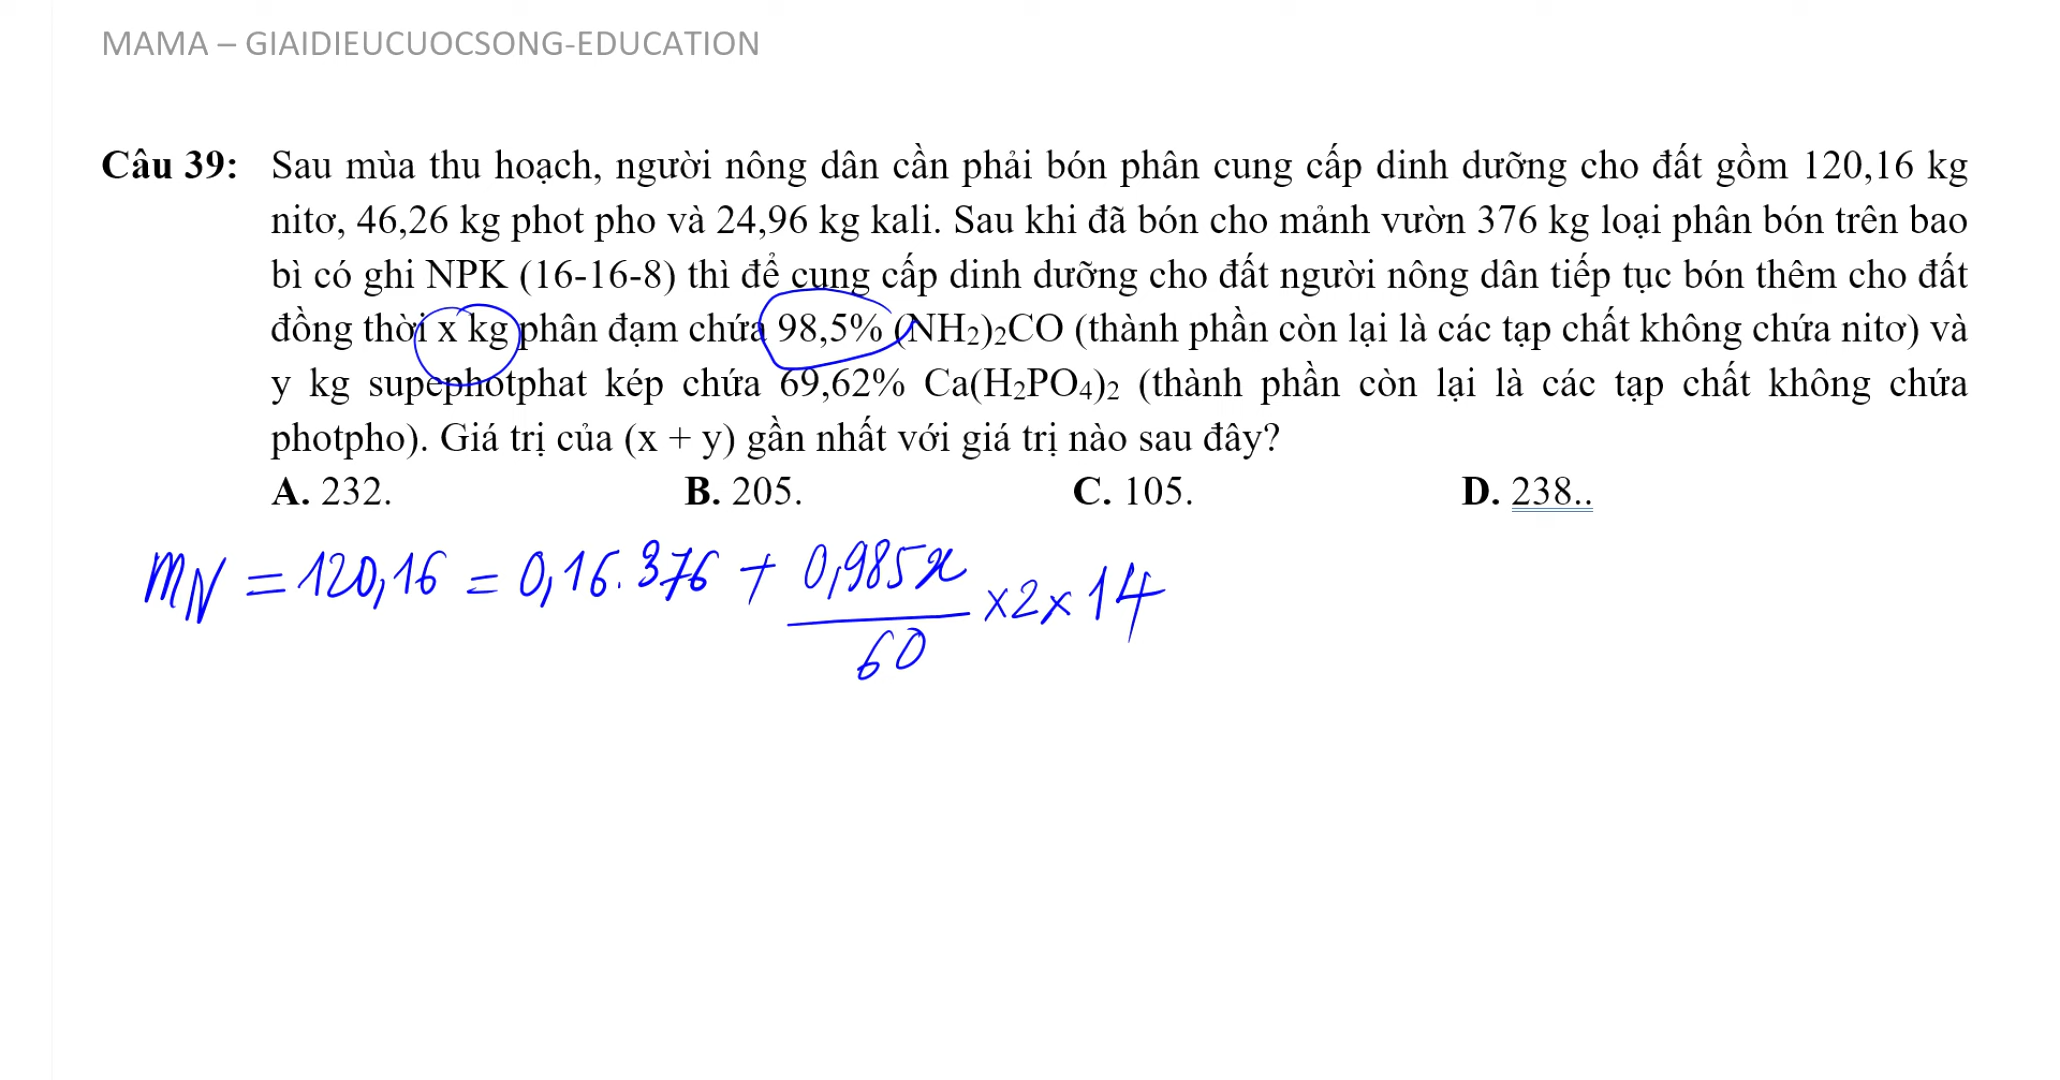 MAMA – GIAIDIEUCUOCSONG-EDUCATION
Câu 39: Sau mùa thu hoạch, người nông dân cần phải bón phân cung cấp dinh dưỡng cho đất gồm 120,16 kg
nitơ, 46,26 kg phot pho và 24,96 kg kali. Sau khi đã bón cho mảnh vườn 376 kg loại phân bón trên bao
bì có ghi NPK (16-16-8) thì để cung cấp dinh dưỡng cho đất người nông dân tiếp tục bón thêm cho đất
đồng thời x kg phân đạm chứa 98,5% (NH₂)₂CO (thành phần còn lại là các tạp chất không chứa nitơ) và
y kg supephotphat kép chứa 69,62% Ca(H₂PO₄)₂ (thành phần còn lại là các tạp chất không chứa
photpho). Giá trị của (x + y) gần nhất với giá trị nào sau đây?
A. 232. B. 205. C. 105. D. 238..
mN = 120,16 = 0,16.376 + 0,985x/60 x2x 14